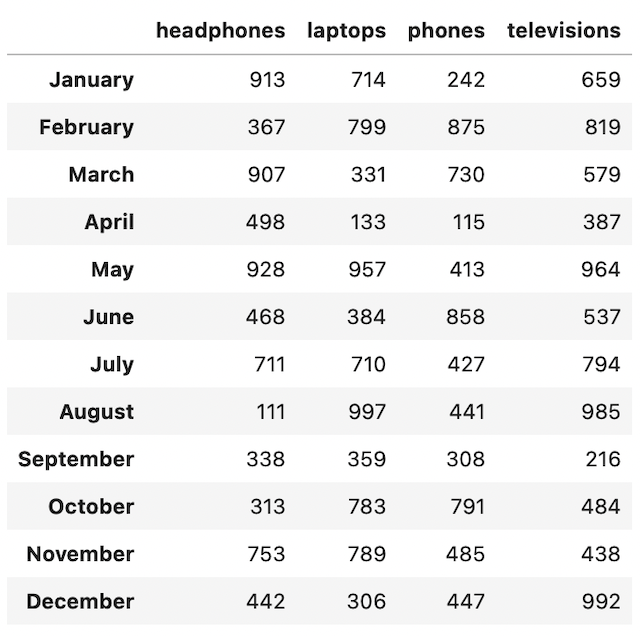 headphones laptops phones televisions
January 913 714 242 659
February 367 799 875 819
March 907 331 730 579
April 498 133 115 387
May 928 957 413 964
June 468 384 858 537
July 711 710 427 794
August 111 997 441 985
September 338 359 308 216
October 313 783 791 484
November 753 789 485 438
December 442 306 447 992